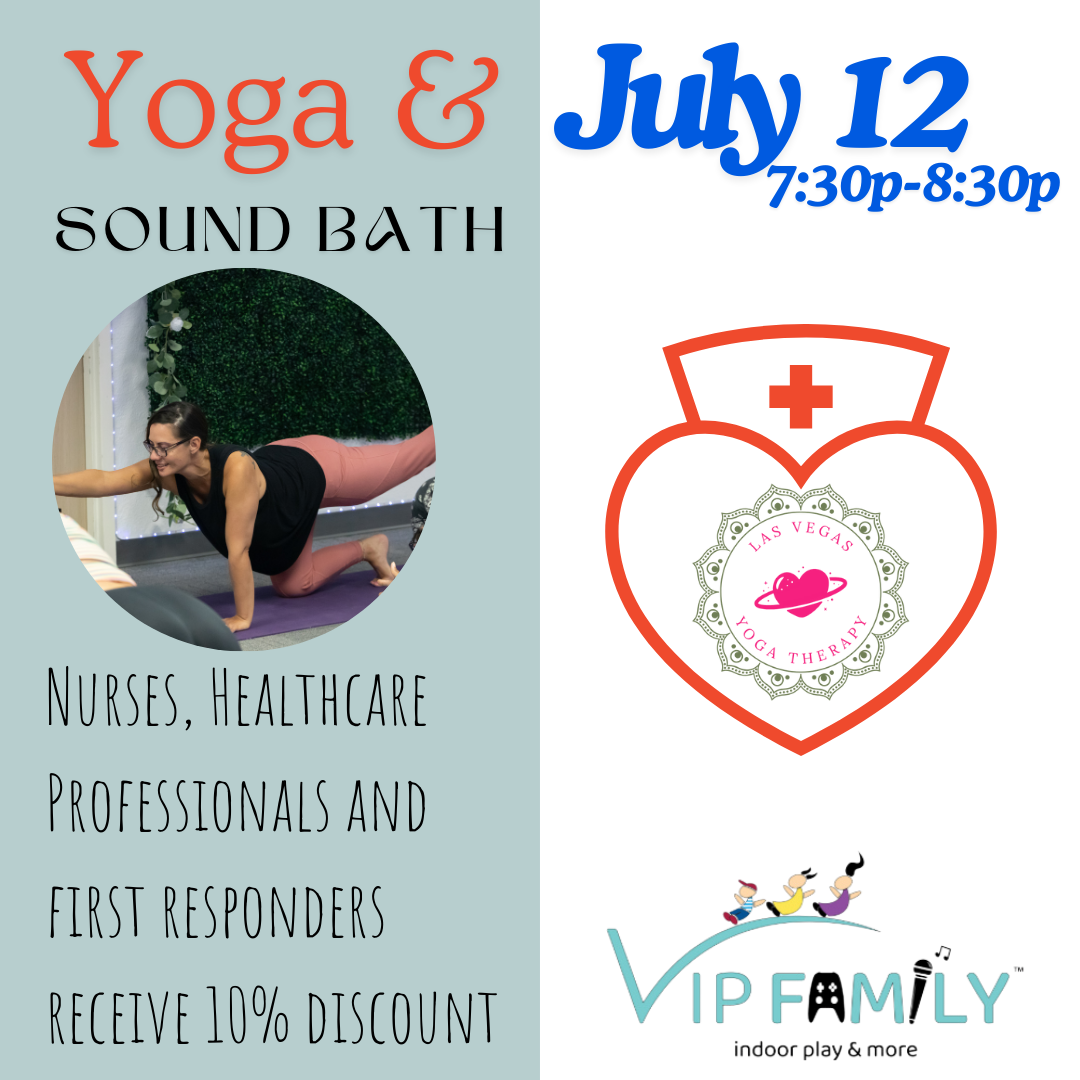 Yoga &
SOUND BATH
Nurses, Healthcare
Professionals and
first responders
receive 10% discount
July 12
7:30p-8:30p
LAS VEGAS
YOGA THERAPY
VIP FAMILY™
indoor play & more